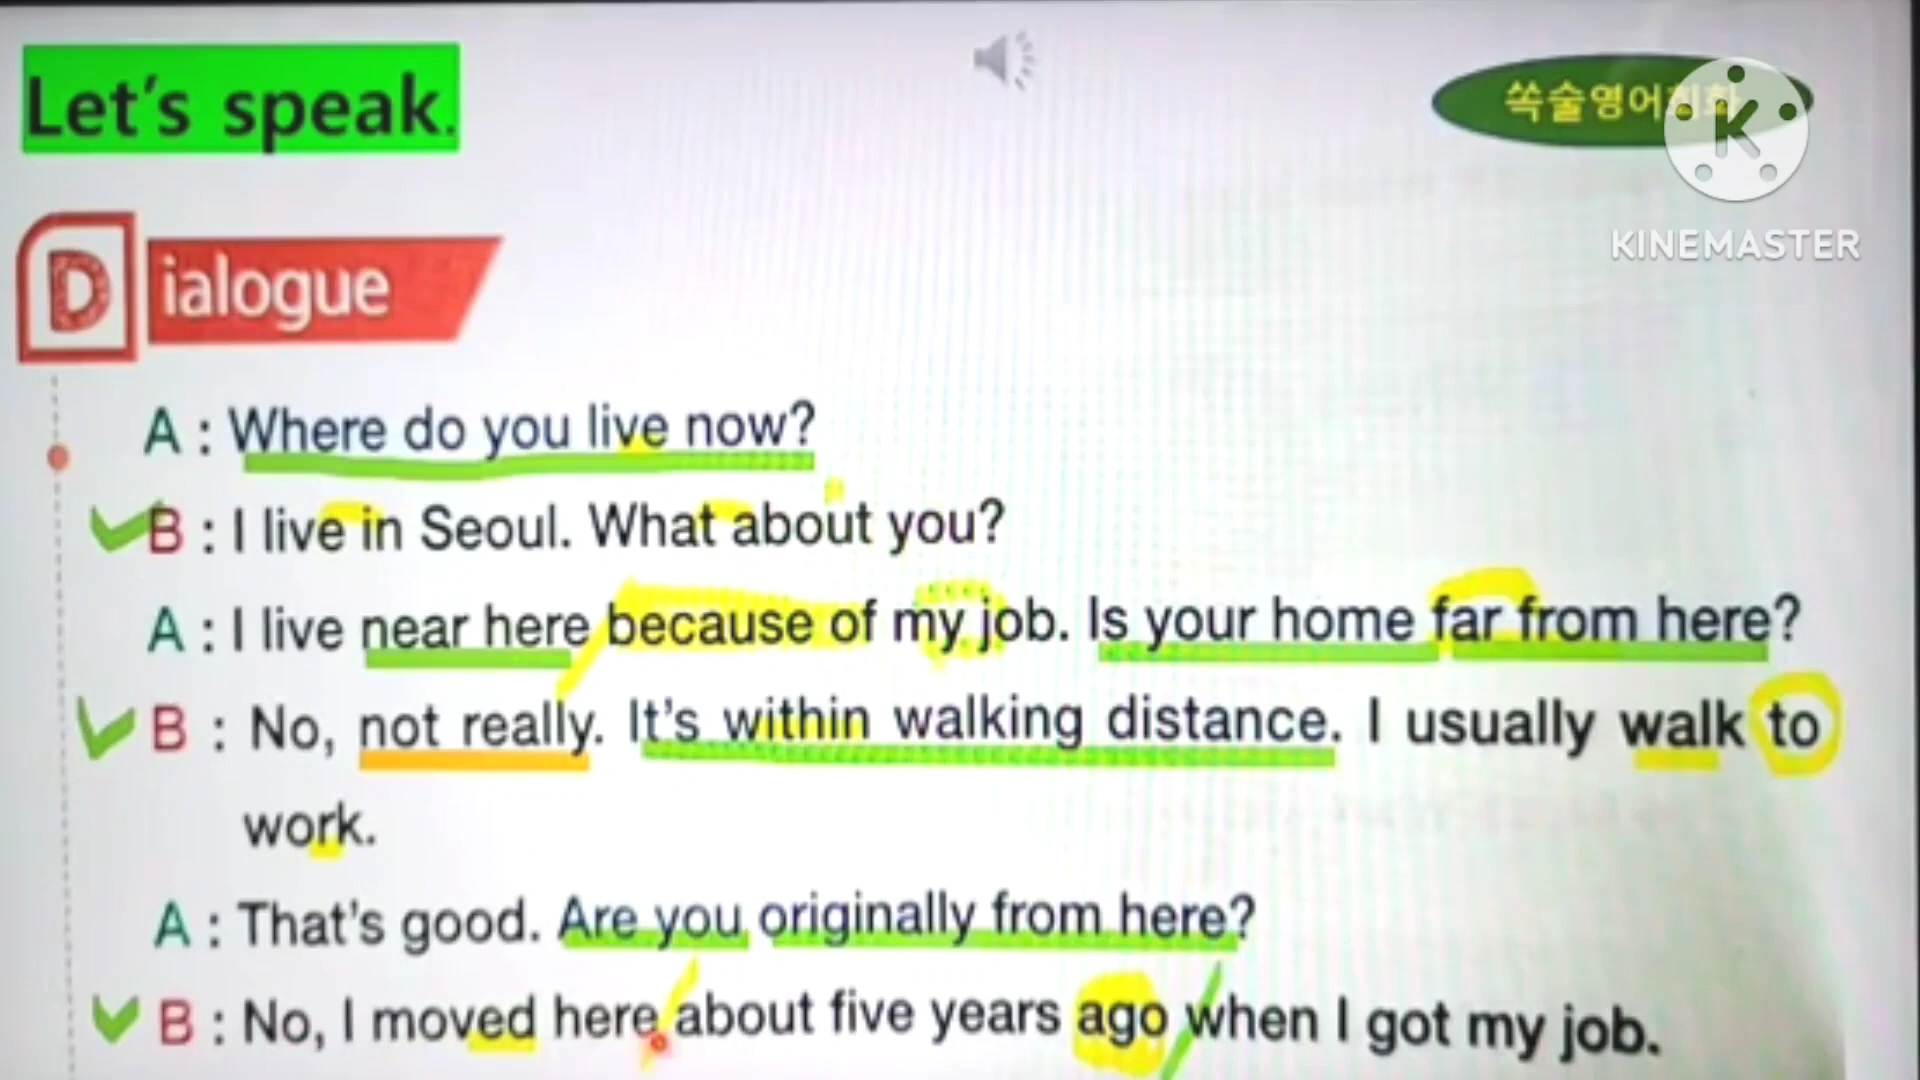 Let's speak.
쏙술영어회화
KINEMASTER
Dialogue
A : Where do you live now?
B : I live in Seoul. What about you?
A : I live near here because of my job. Is your home far from here?
B : No, not really. It's within walking distance. I usually walk to
work.
A : That's good. Are you originally from here?
B : No, I moved here about five years ago when I got my job.